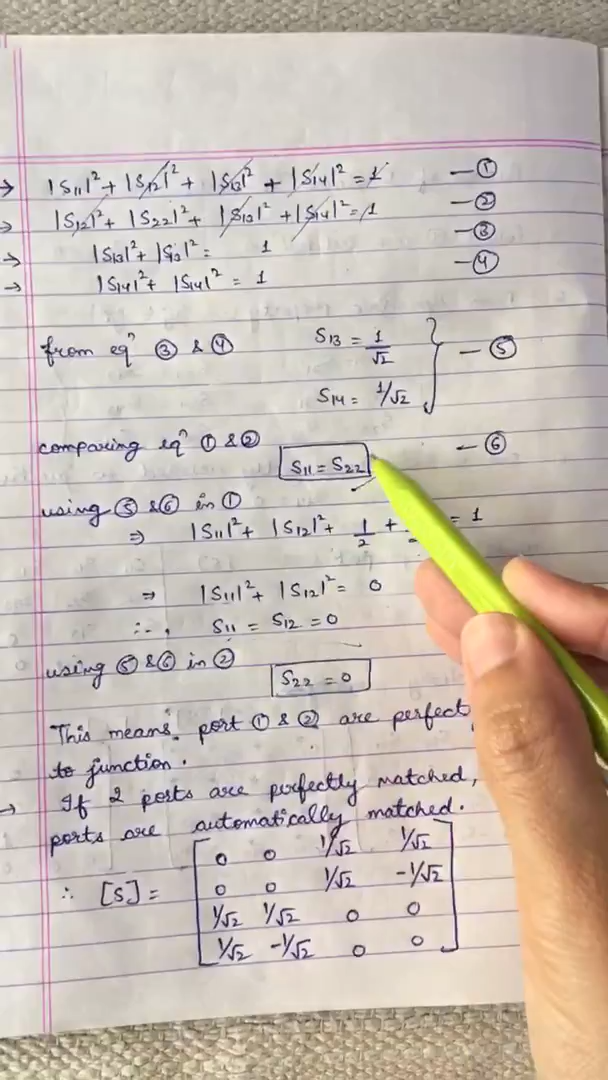 → |S₁₁|² + |S₁₂|² + |S₁₃|² + |S₁₄|² = 1 — ①
→ |S₁₂|² + |S₂₂|² + |S₁₃|² + |S₁₄|² = 1 — ②
→ |S₁₃|² + |S₁₃|² = 1 — ③
→ |S₁₄|² + |S₁₄|² = 1 — ④
from eqⁿ ③ & ④ S₁₃ = 1/√2
S₁₄ = 1/√2 } — ⑤
comparing eqⁿ ① & ② S₁₁ = S₂₂ — ⑥
using ⑤ & ⑥ in ①
⇒ |S₁₁|² + |S₁₂|² + 1/2 + = 1
⇒ |S₁₁|² + |S₁₂|² = 0
∴ S₁₁ = S₁₂ = 0
using ⑤ & ⑥ in ② S₂₂ = 0
This means, port ① & ② are perfect
to junction.
→ If 2 ports are perfectly matched,
ports are automatically matched.
∴ [S] = [ 0 0 1/√2 1/√2
0 0 1/√2 -1/√2
1/√2 1/√2 0 0
1/√2 -1/√2 0 0 ]